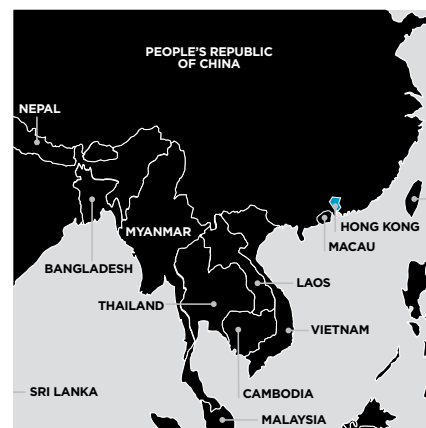 PEOPLE'S REPUBLIC
OF CHINA
NEPAL
HONG KONG
MYANMAR
MACAU
BANGLADESH
LAOS
THAILAND
VIETNAM
SRI LANKA
CAMBODIA
MALAYSIA